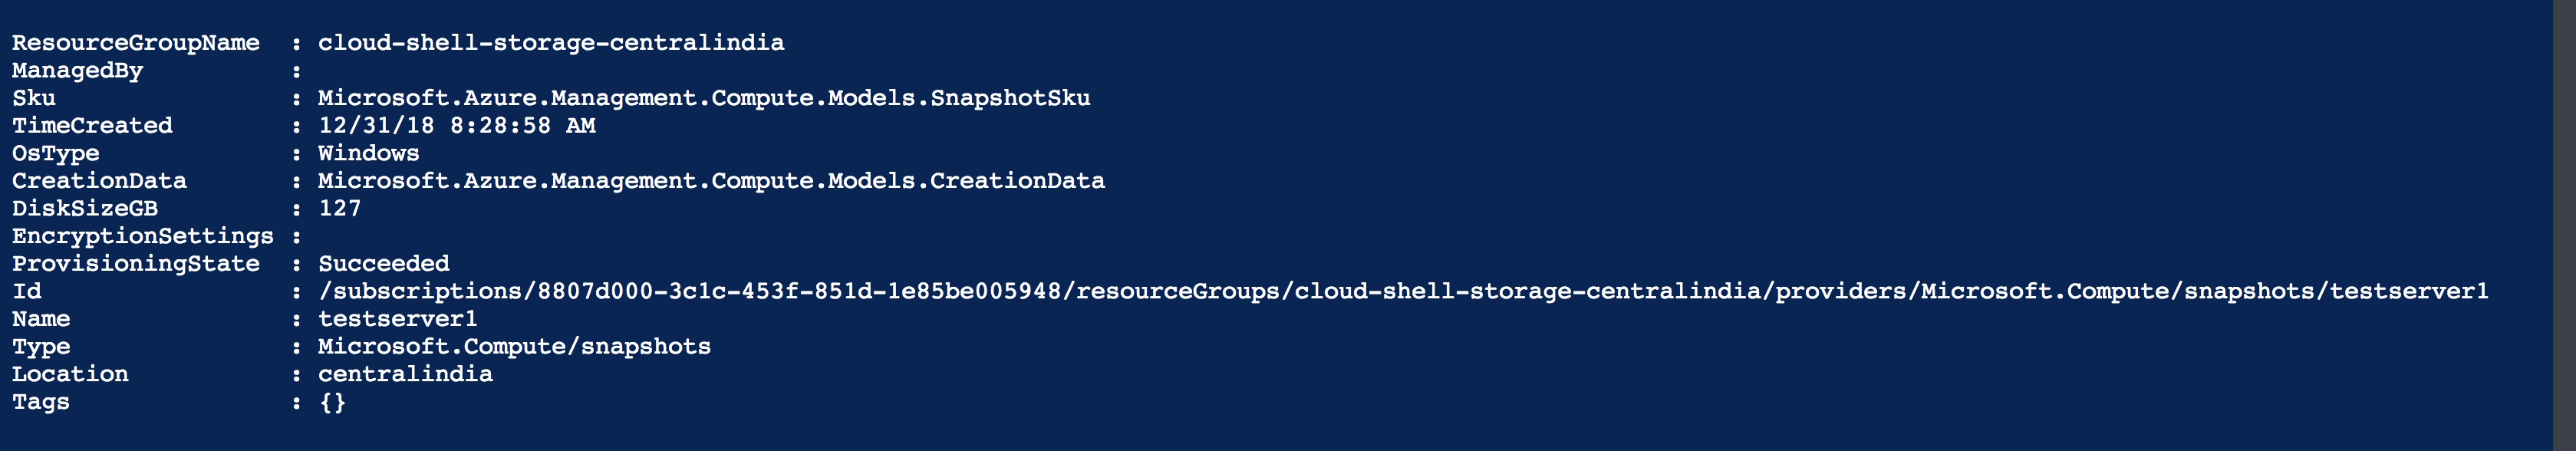 ResourceGroupName : cloud-shell-storage-centralindia
ManagedBy :
Sku : Microsoft.Azure.Management.Compute.Models.SnapshotSku
TimeCreated : 12/31/18 8:28:58 AM
OsType : Windows
CreationData : Microsoft.Azure.Management.Compute.Models.CreationData
DiskSizeGB : 127
EncryptionSettings :
ProvisioningState : Succeeded
Id : /subscriptions/8807d000-3c1c-453f-851d-1e85be005948/resourceGroups/cloud-shell-storage-centralindia/providers/Microsoft.Compute/snapshots/testserver1
Name : testserver1
Type : Microsoft.Compute/snapshots
Location : centralindia
Tags : {}